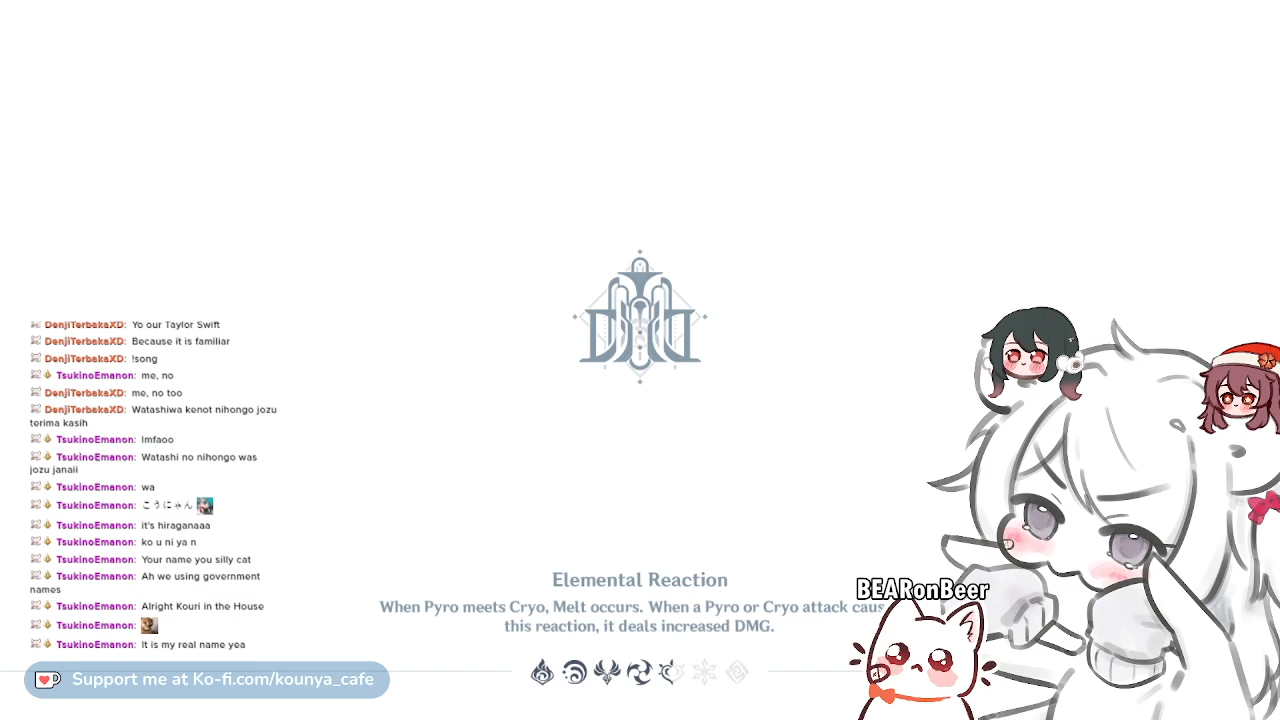 DenjiTerbakaXD: Yo our Taylor Swift
DenjiTerbakaXD: Because it is familiar
DenjiTerbakaXD: !song
TsukinoEmanon: me, no
DenjiTerbakaXD: me, no too
DenjiTerbakaXD: Watashiwa kenot nihongo jozu
terima kasih
TsukinoEmanon: lmfaoo
TsukinoEmanon: Watashi no nihongo was
jozu janaii
TsukinoEmanon: wa
TsukinoEmanon: こうにゃん
TsukinoEmanon: it's hiraganaaa
TsukinoEmanon: ko u ni ya n
TsukinoEmanon: Your name you silly cat
TsukinoEmanon: Ah we using government
names
TsukinoEmanon: Alright Kouri in the House
TsukinoEmanon:
TsukinoEmanon: It is my real name yea
Support me at Ko-fi.com/kounya_cafe
Elemental Reaction
When Pyro meets Cryo, Melt occurs. When a Pyro or Cryo attack caus
this reaction, it deals increased DMG.
BEARonBeer